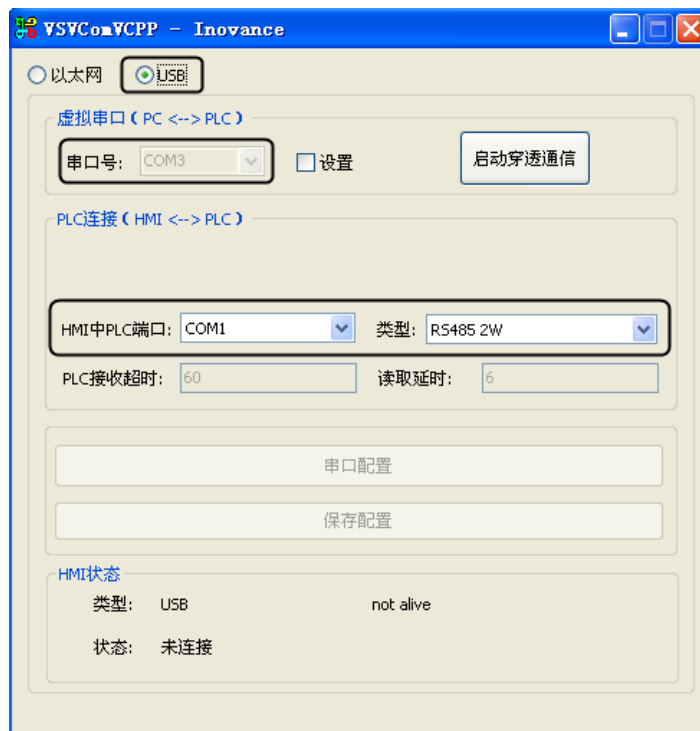 VSVComVCPP - Inovance
以太网 USB
虚拟串口（PC <--> PLC）
串口号: COM3 设置 启动穿透通信
PLC连接（HMI <--> PLC）
HMI中PLC端口: COM1 类型: RS485 2W
PLC接收超时: 60 读取延时: 6
串口配置
保存配置
HMI状态
类型: USB not alive
状态: 未连接